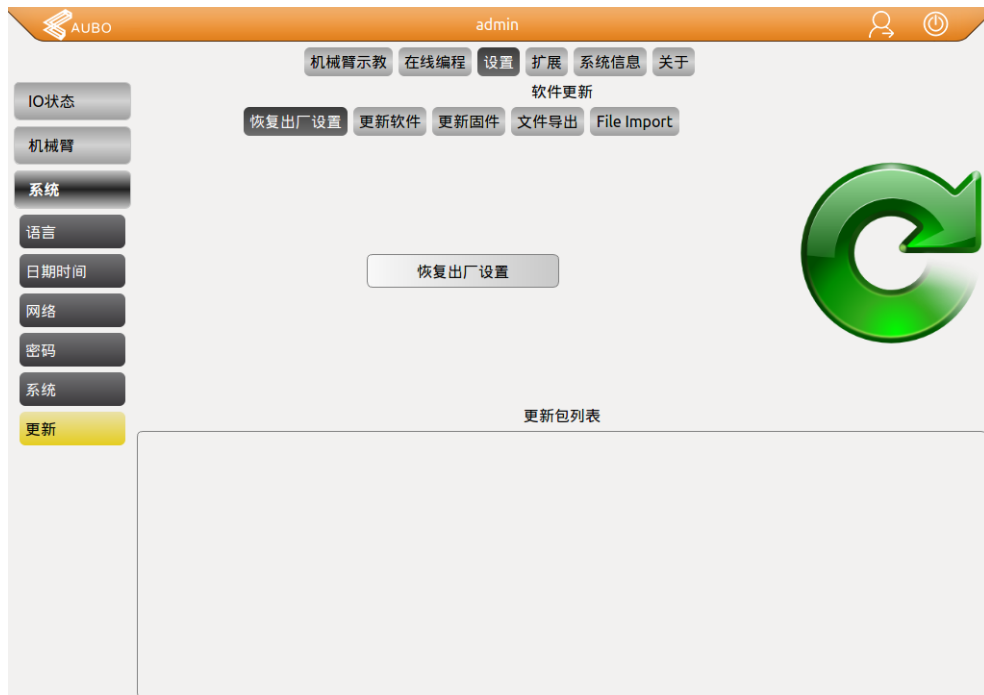 AUBO admin
机械臂示教 在线编程 设置 扩展 系统信息 关于
软件更新
恢复出厂设置 更新软件 更新固件 文件导出 File Import
IO状态
机械臂
系统
语言
日期时间
网络
密码
系统
更新
恢复出厂设置
更新包列表